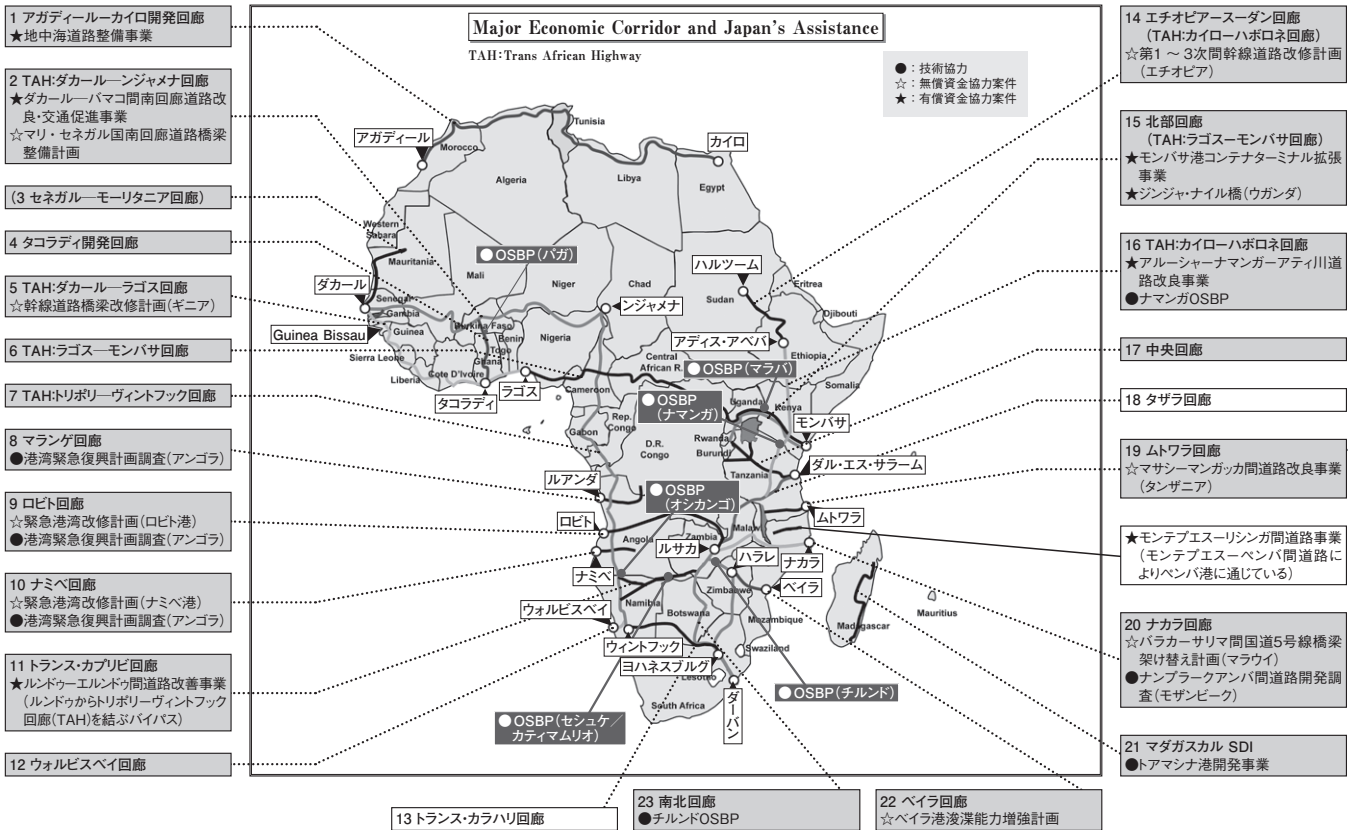 1 アガディールーカイロ開発回廊
★地中海道路整備事業
2 TAH:ダカール―ンジャメナ回廊
★ダカール―バマコ間南回廊道路改
良・交通促進事業
☆マリ・セネガル国南回廊道路橋梁
整備計画
(3 セネガル―モーリタニア回廊)
4 タコラディ開発回廊
5 TAH:ダカール―ラゴス回廊
☆幹線道路橋梁改修計画(ギニア)
6 TAH:ラゴス―モンバサ回廊
7 TAH:トリポリ―ヴィントフック回廊
8 マランゲ回廊
●港湾緊急復興計画調査(アンゴラ)
9 ロビト回廊
☆緊急港湾改修計画(ロビト港)
●港湾緊急復興計画調査(アンゴラ)
10 ナミベ回廊
☆緊急港湾改修計画(ナミベ港)
●港湾緊急復興計画調査(アンゴラ)
11 トランス・カプリビ回廊
★ルンドゥーエルンドゥ間道路改善事業
(ルンドゥからトリポリーヴィントフック
回廊(TAH)を結ぶバイパス)
12 ウォルビスベイ回廊
Major Economic Corridor and Japan's Assistance
TAH:Trans African Highway
●：技術協力
☆：無償資金協力案件
★：有償資金協力案件
アガディール
Tunisia
カイロ
Morocco
Algeria
Libya
Egypt
Western
Sahara
Mauritania
Mali
●OSBP(パガ)
Niger
Chad
ハルツーム
Sudan
Eritrea
Djibouti
ダカール
Senegal
Gambia
ンジャメナ
Guinea Bissau
Guinea
Burkina Faso
Benin
Togo
Ghana
Nigeria
アディス・アベバ
Ethiopia
Sierra Leone
Liberia
Cote D'Ivoire
Central
African R.
●OSBP(マラバ)
Somalia
タコラディ
ラゴス
Cameroon
●OSBP
(ナマンガ)
Uganda
Kenya
モンバサ
Gabon
Rep.
Congo
D.R.
Congo
Rwanda
Burundi
Tanzania
ダル・エス・サラーム
ルアンダ
●OSBP
(オシカンゴ)
ムトワラ
ロビト
Angola
Zambia
Malawi
ルサカ
ハラレ
ナカラ
ナミベ
Zimbabwe
ベイラ
Namibia
Botswana
Mozambique
Madagascar
Mauritius
ウォルビスベイ
ウィントフック
ヨハネスブルグ
Swaziland
Lesotho
South Africa
ダーバン
●OSBP(チルンド)
●OSBP(セシュケ／
カティマムリオ)
13 トランス・カラハリ回廊
23 南北回廊
●チルンドOSBP
22 ベイラ回廊
☆ベイラ港浚渫能力増強計画
14 エチオピアースーダン回廊
(TAH:カイローハボロネ回廊)
☆第1～3次間幹線道路改修計画
(エチオピア)
15 北部回廊
(TAH:ラゴスーモンバサ回廊)
★モンバサ港コンテナターミナル拡張
事業
★ジンジャ・ナイル橋(ウガンダ)
16 TAH:カイローハボロネ回廊
★アルーシャーナマンガーアティ川道
路改良事業
●ナマンガOSBP
17 中央回廊
18 タザラ回廊
19 ムトワラ回廊
☆マサシーマンガッカ間道路改良事業
(タンザニア)
★モンテプエスーリシンガ間道路事業
(モンテプエスーペンバ間道路に
よりペンバ港に通じている)
20 ナカラ回廊
☆バラカーサリマ間国道5号線橋梁
架け替え計画(マラウイ)
●ナンプラークアンバ間道路開発調
査(モザンビーク)
21 マダガスカル SDI
●トアマシナ港開発事業